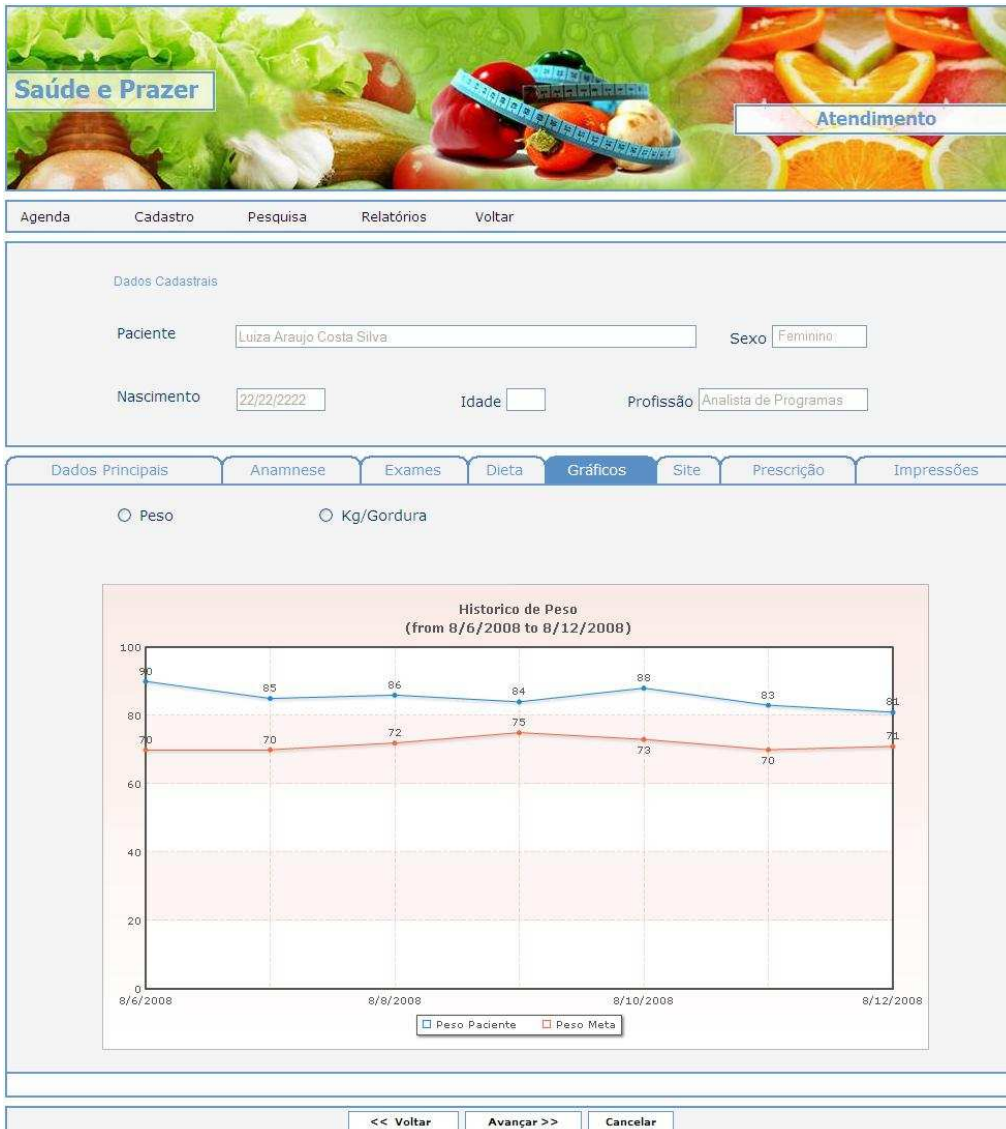 Saúde e Prazer
Atendimento
Agenda Cadastro Pesquisa Relatórios Voltar
Dados Cadastrais
Paciente Luiza Araujo Costa Silva Sexo Feminino
Nascimento 22/22/2222 Idade Profissão Analista de Programas
Dados Principais Anamnese Exames Dieta Gráficos Site Prescrição Impressões
Peso Kg/Gordura
Historico de Peso
(from 8/6/2008 to 8/12/2008)
100
90 85 86 84 88 83 81
80
70 70 72 75 73 70 71
60
40
20
0
8/6/2008 8/8/2008 8/10/2008 8/12/2008
Peso Paciente Peso Meta
<< Voltar Avançar >> Cancelar